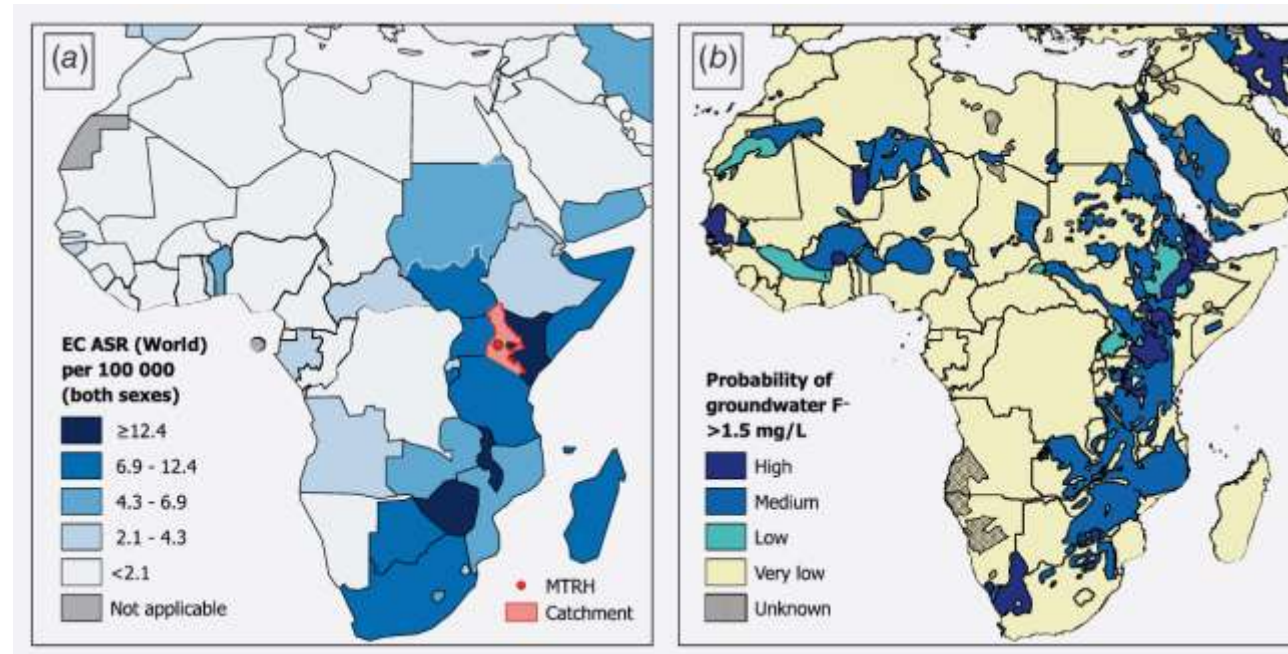 (a)
EC ASR (World)
per 100 000
(both sexes)
≥12.4
6.9 - 12.4
4.3 - 6.9
2.1 - 4.3
<2.1
Not applicable
MTRH
Catchment
(b)
Probability of
groundwater F-
>1.5 mg/L
High
Medium
Low
Very low
Unknown